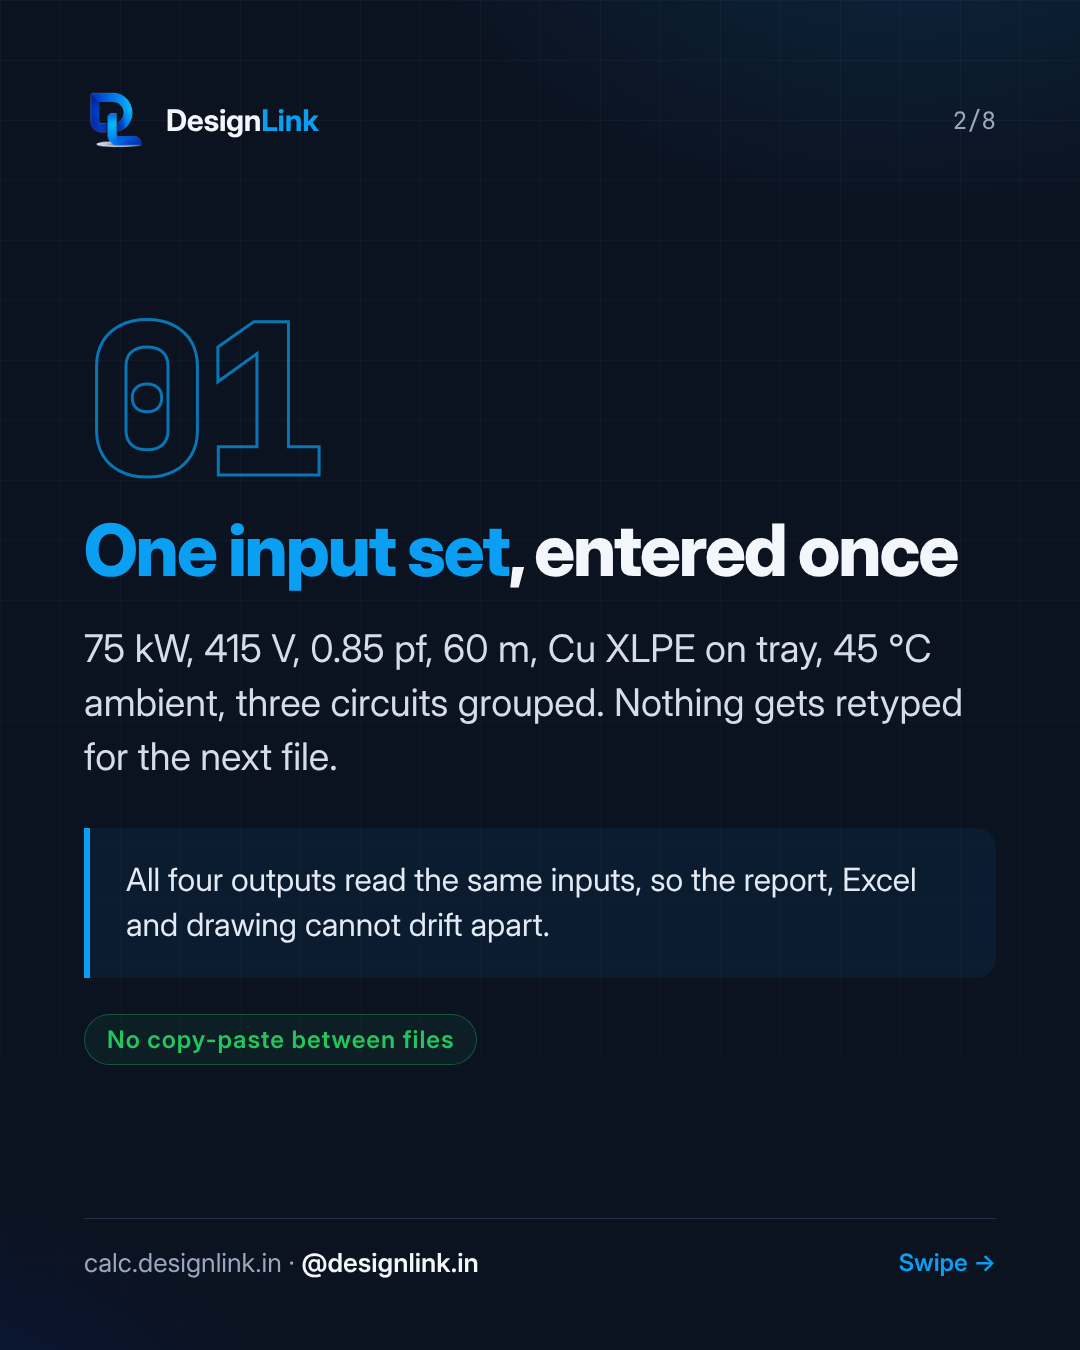 DesignLink
2/8
01
One input set, entered once
75 kW, 415 V, 0.85 pf, 60 m, Cu XLPE on tray, 45 °C
ambient, three circuits grouped. Nothing gets retyped
for the next file.
All four outputs read the same inputs, so the report, Excel
and drawing cannot drift apart.
No copy-paste between files
calc.designlink.in · @designlink.in
Swipe →